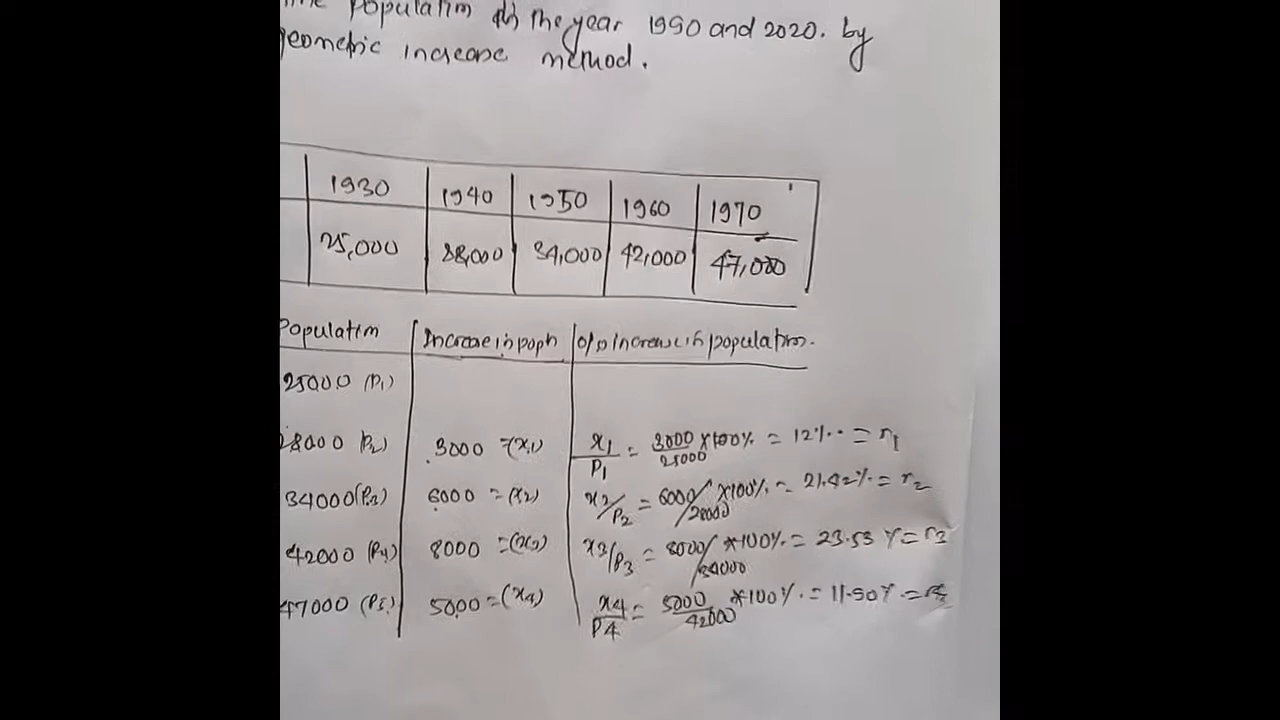 Population in the year 1990 and 2020. by
geometric increase method.
1930 1940 1950 1960 1970
25,000 28,000 34,000 42,000 47,000
Population Increase in popn % increase in population.
25000 (P1)
28000 (P2) 3000 =(x1) x1/P1 = 3000/25000 *100% = 12% = r1
34000 (P3) 6000 =(x2) x2/P2 = 6000/28000 *100% = 21.42% = r2
42000 (P4) 8000 =(x3) x3/P3 = 8000/34000 *100% = 23.53 % = r3
47000 (P5) 5000 =(x4) x4/P4 = 5000/42000 *100% = 11.90% =